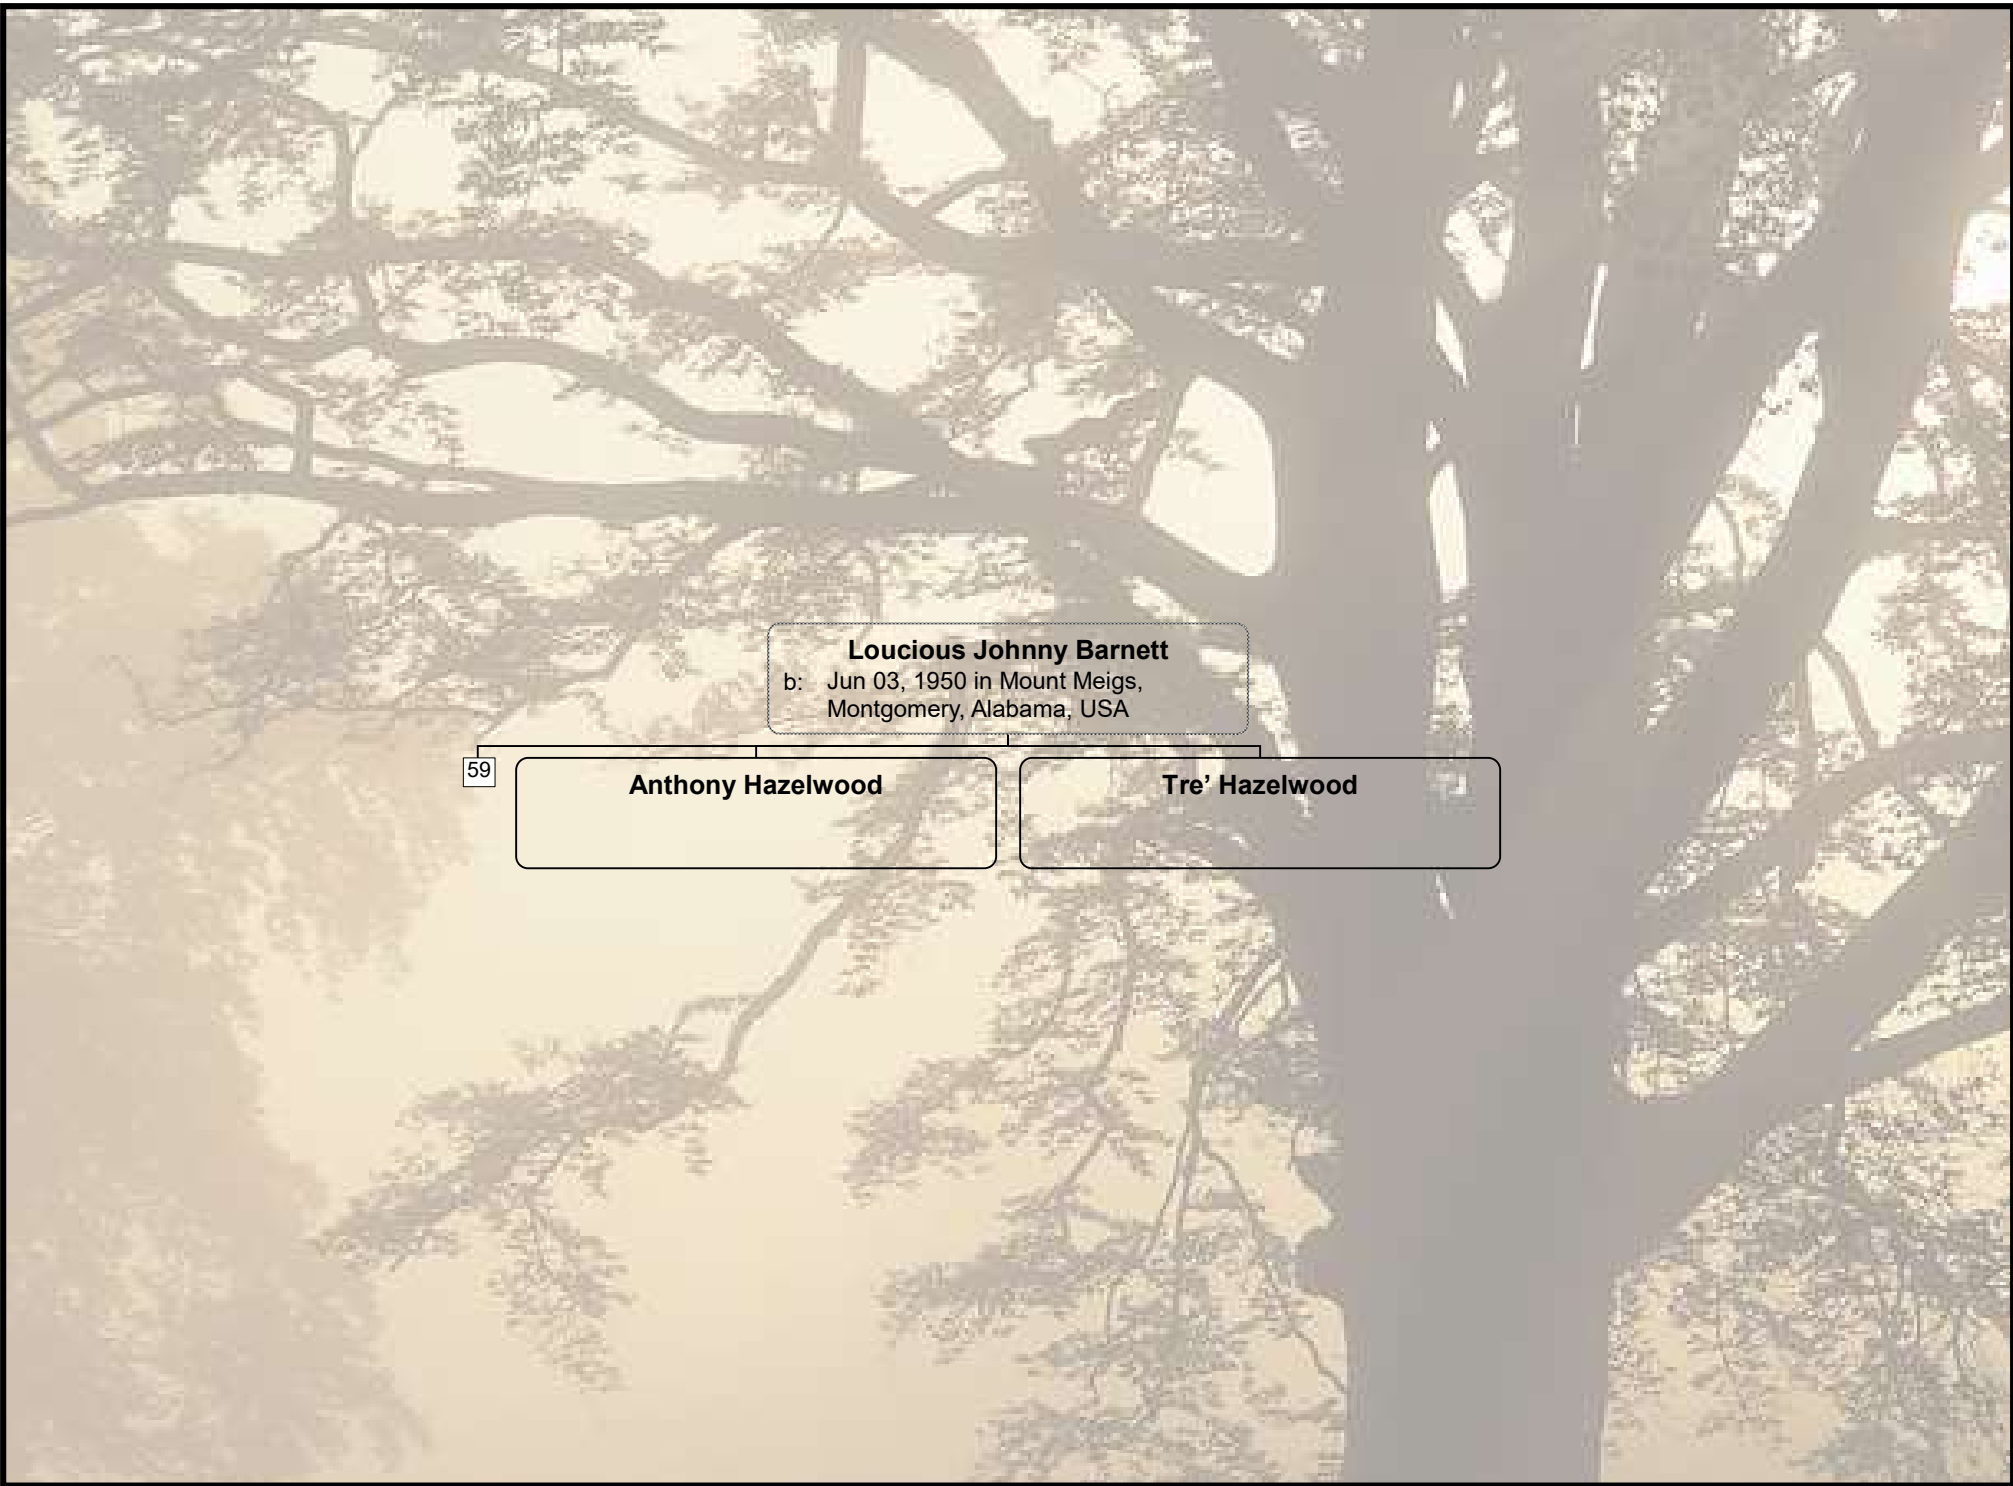 Loucious Johnny Barnett
b: Jun 03, 1950 in Mount Meigs,
Montgomery, Alabama, USA
59
Anthony Hazelwood
Tre’ Hazelwood